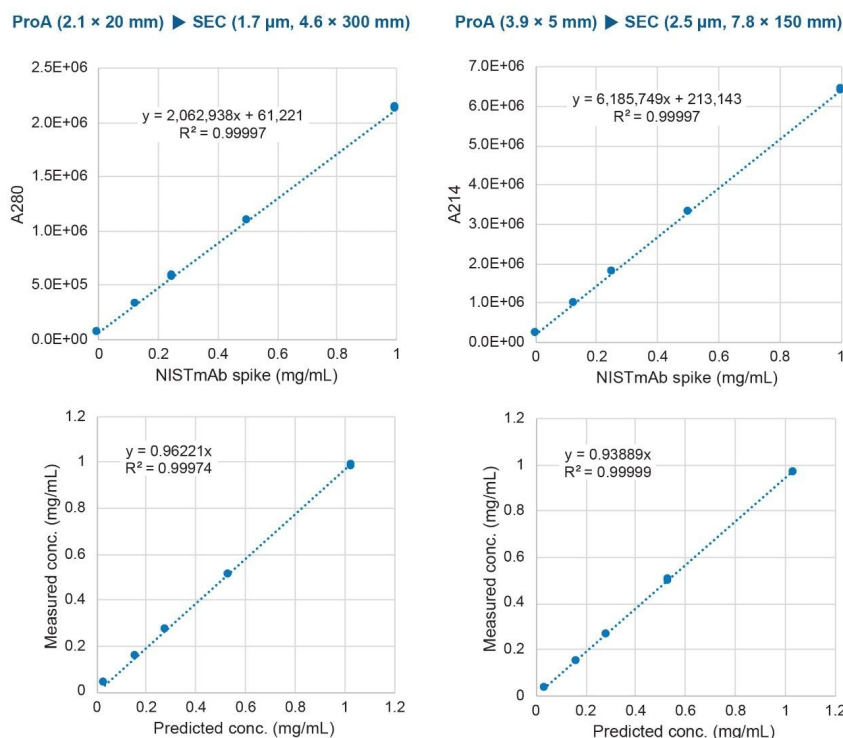 ProA (2.1 × 20 mm) ▶ SEC (1.7 µm, 4.6 × 300 mm)
2.5E+06
2.0E+06
1.5E+06
1.0E+06
5.0E+05
0.0E+00
A280
y = 2,062,938x + 61,221
R² = 0.99997
0 0.2 0.4 0.6 0.8 1
NISTmAb spike (mg/mL)
ProA (3.9 × 5 mm) ▶ SEC (2.5 µm, 7.8 × 150 mm)
7.0E+06
6.0E+06
5.0E+06
4.0E+06
3.0E+06
2.0E+06
1.0E+06
0.0E+00
A214
y = 6,185,749x + 213,143
R² = 0.99997
0 0.2 0.4 0.6 0.8 1
NISTmAb spike (mg/mL)
1.2
1
0.8
0.6
0.4
0.2
0
Measured conc. (mg/mL)
y = 0.96221x
R² = 0.99974
0 0.2 0.4 0.6 0.8 1 1.2
Predicted conc. (mg/mL)
1.2
1
0.8
0.6
0.4
0.2
0
Measured conc. (mg/mL)
y = 0.93889x
R² = 0.99999
0 0.2 0.4 0.6 0.8 1 1.2
Predicted conc. (mg/mL)